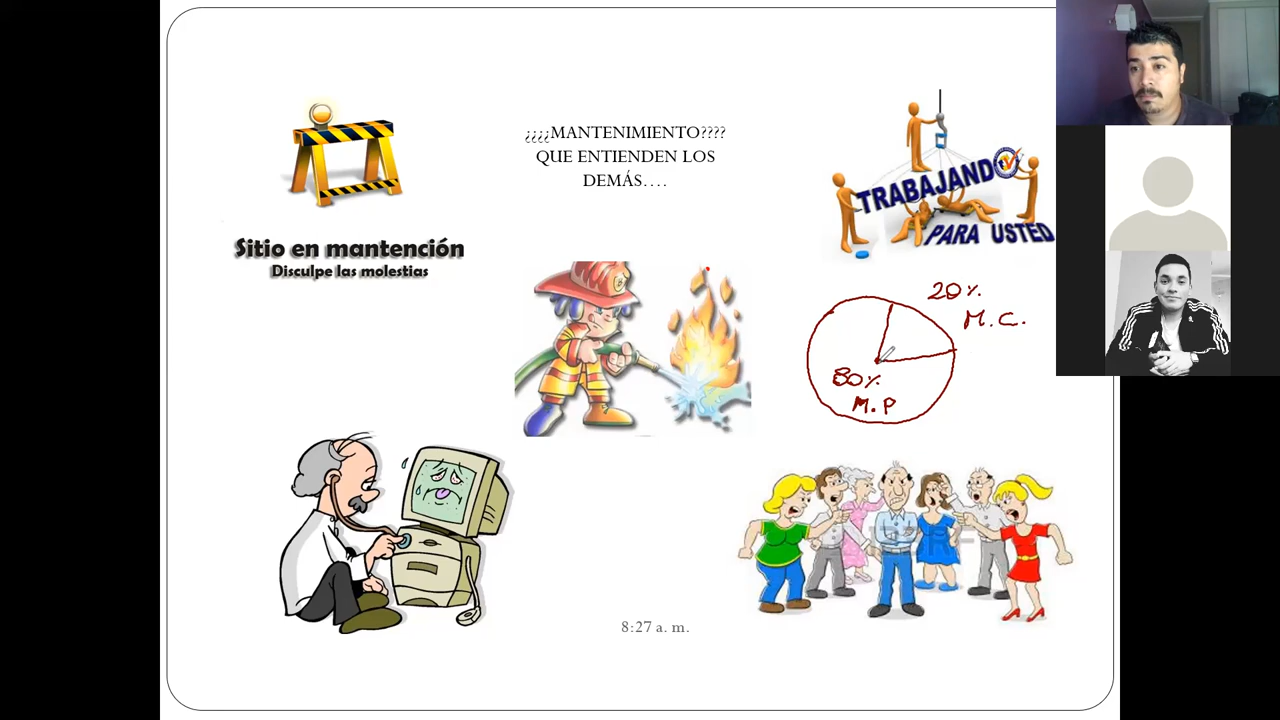 ¿¿¿¿MANTENIMIENTO????
QUE ENTIENDEN LOS
DEMÁS....
Sitio en mantención
Disculpe las molestias
TRABAJANDO
PARA USTED
20%
M.C.
80%
M.P
8:27 a. m.